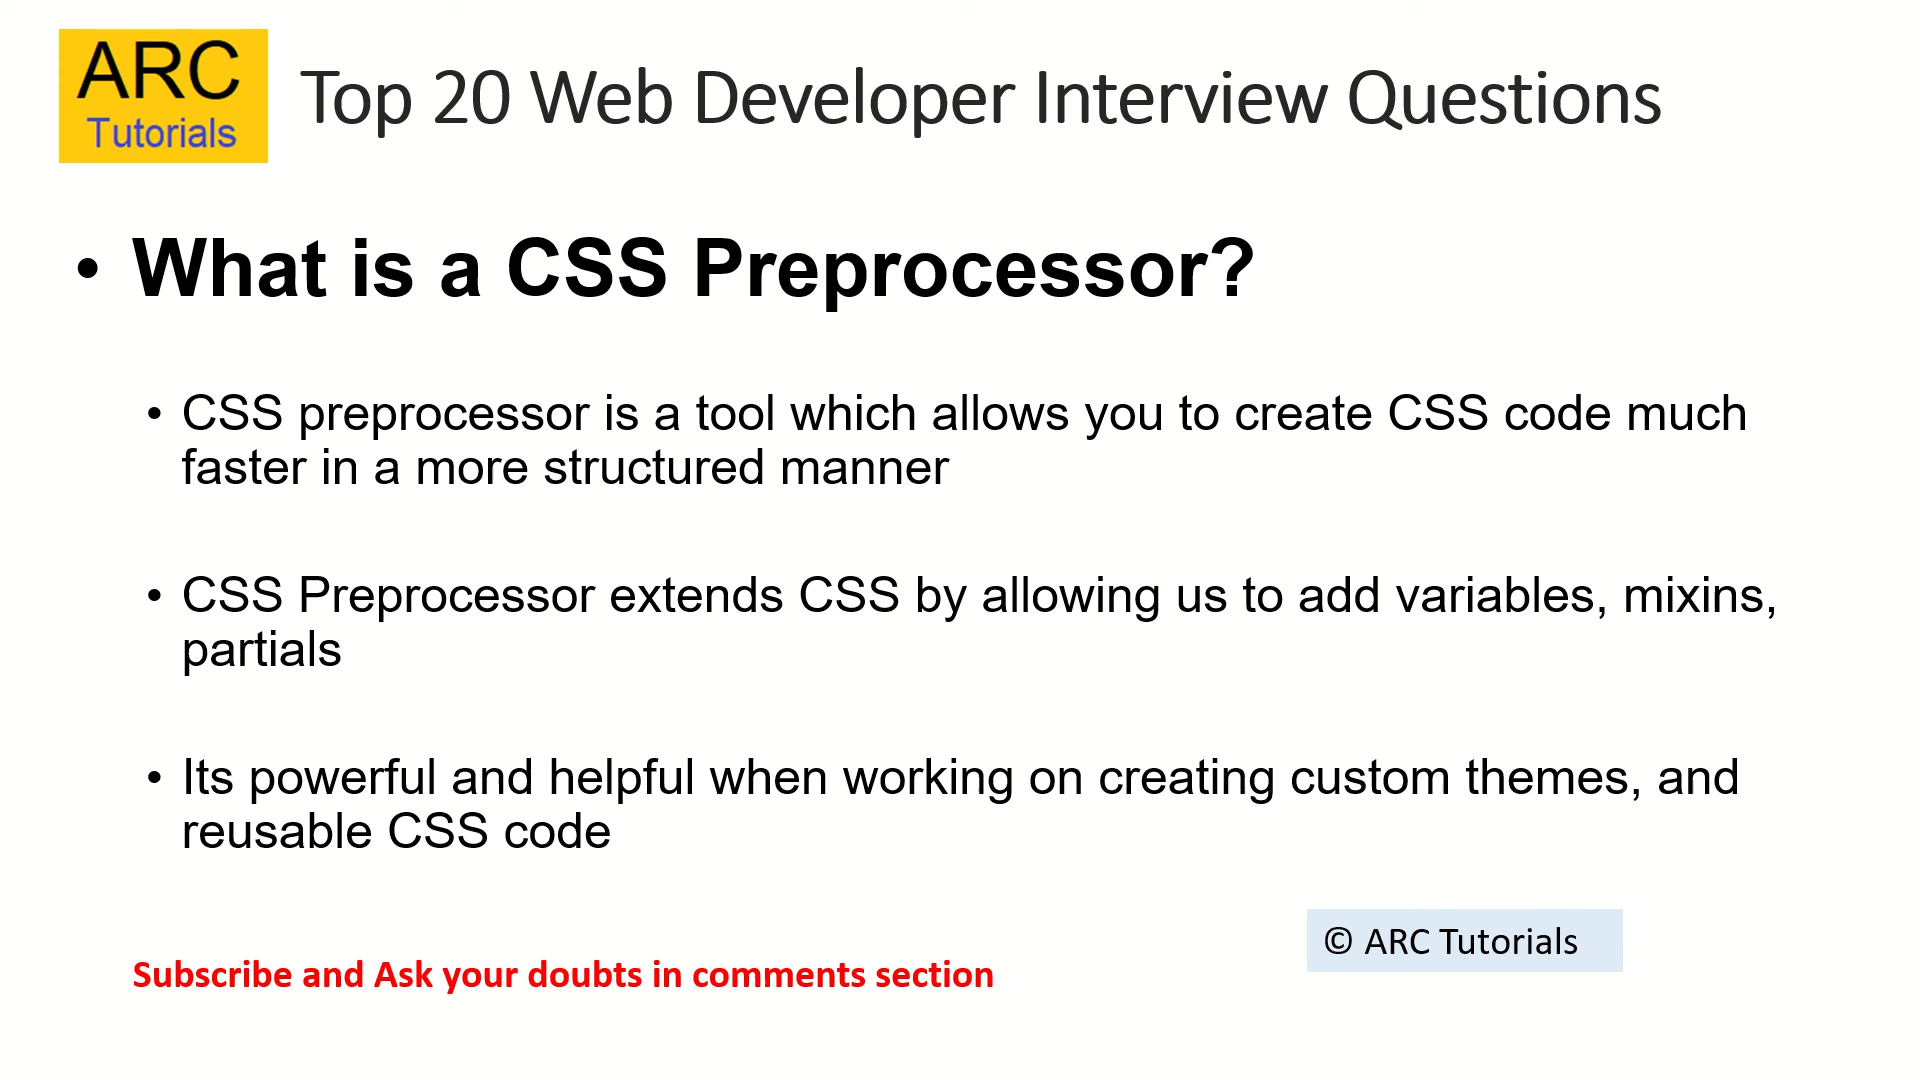 ARC
Tutorials
Top 20 Web Developer Interview Questions
• What is a CSS Preprocessor?
• CSS preprocessor is a tool which allows you to create CSS code much
faster in a more structured manner
• CSS Preprocessor extends CSS by allowing us to add variables, mixins,
partials
• Its powerful and helpful when working on creating custom themes, and
reusable CSS code
© ARC Tutorials
Subscribe and Ask your doubts in comments section